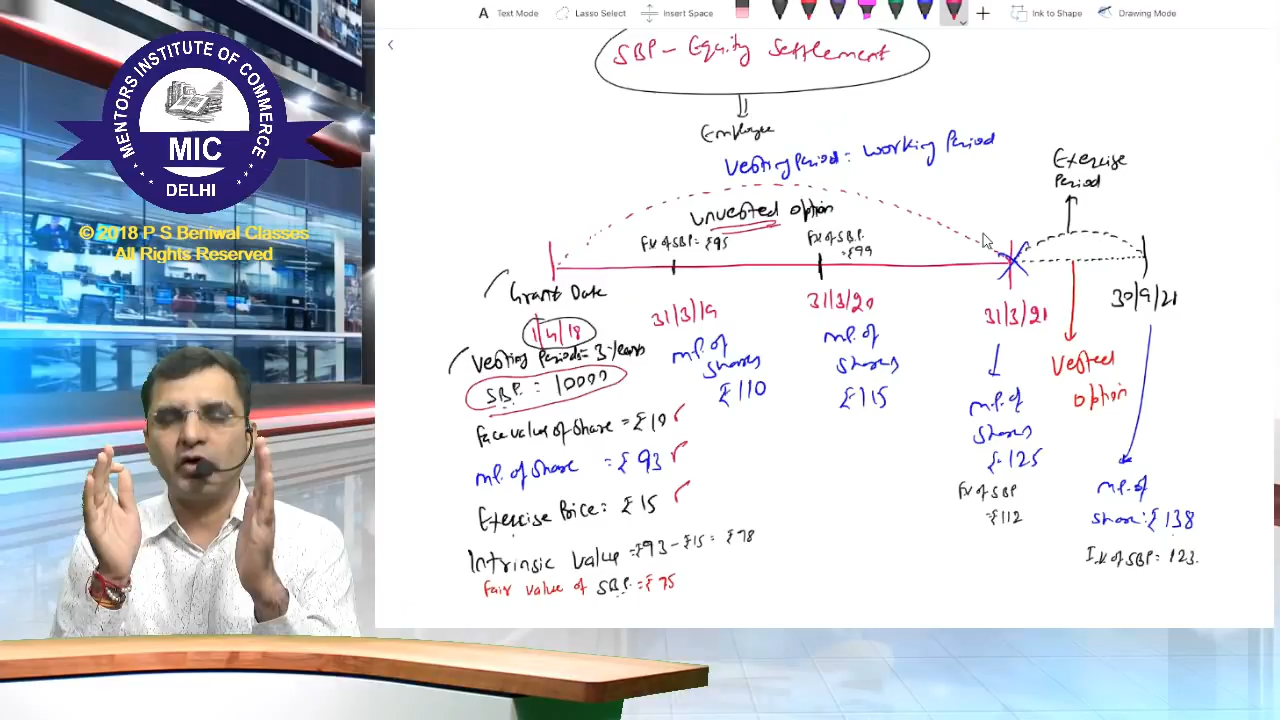 Text Mode
Lasso Select
Insert Space
Ink to Shape
Drawing Mode
MENTORS INSTITUTE OF COMMERCE
MIC
DELHI
© 2018 P S Beniwal Classes
All Rights Reserved
SBP - Equity Settlement
Employee
Vesting Period = Working Period
Exercise
Period
Unvested option
F.V. of SBP = ₹95
F.V. of SBP
= ₹99
Grant Date
1/4/18
31/3/19
31/3/20
31/3/21
30/9/21
Vesting Period = 3-years
SBP = 10000
Face value of Share = ₹10
M.P. of Share = ₹93
Exercise Price = ₹15
Intrinsic Value = ₹93 - ₹15 = ₹78
Fair value of SBP = ₹95
M.P. of
Shares
₹110
M.P. of
Shares
₹115
M.P. of
Shares
₹125
F.V. of SBP
= ₹112
Vested
option
M.P. of
Share: ₹138
I.V. of SBP = 123.